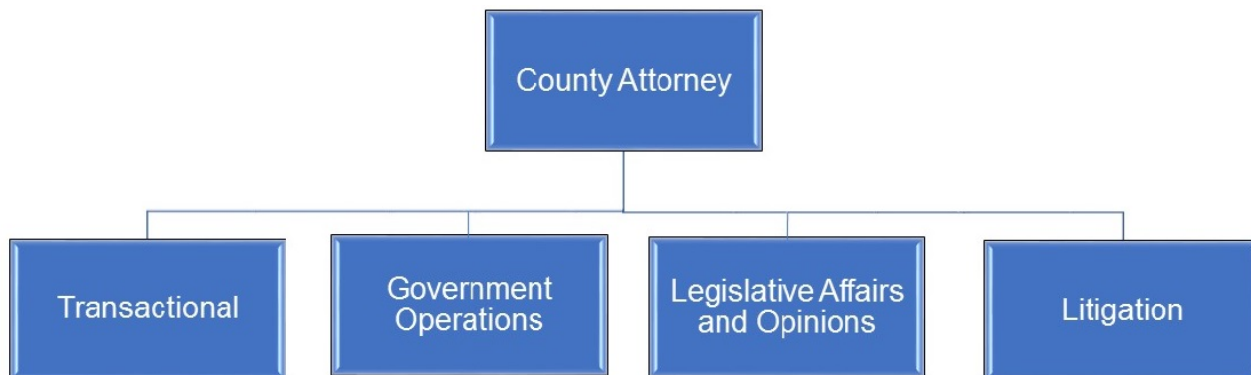 County Attorney
Transactional
Government
Operations
Legislative Affairs
and Opinions
Litigation